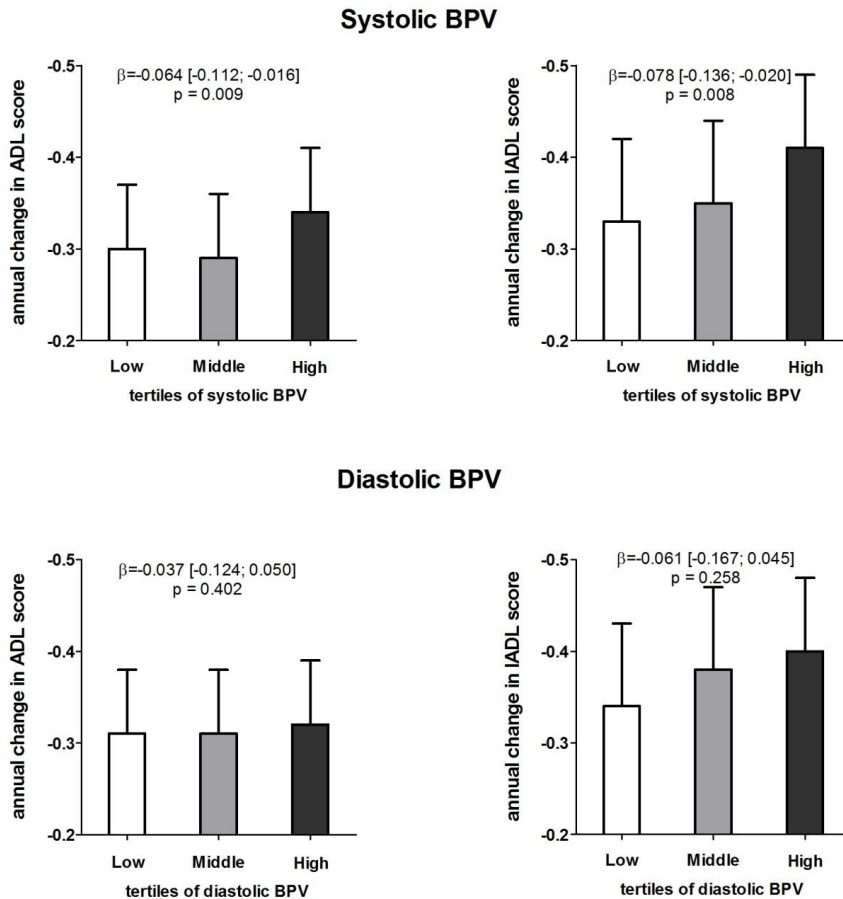 Systolic BPV
β=-0.064 [-0.112; -0.016]
p = 0.009
annual change in ADL score
-0.5
-0.4
-0.3
-0.2
Low Middle High
tertiles of systolic BPV
β=-0.078 [-0.136; -0.020]
p = 0.008
annual change in IADL score
-0.5
-0.4
-0.3
-0.2
Low Middle High
tertiles of systolic BPV
Diastolic BPV
β=-0.037 [-0.124; 0.050]
p = 0.402
annual change in ADL score
-0.5
-0.4
-0.3
-0.2
Low Middle High
tertiles of diastolic BPV
β=-0.061 [-0.167; 0.045]
p = 0.258
annual change in IADL score
-0.5
-0.4
-0.3
-0.2
Low Middle High
tertiles of diastolic BPV